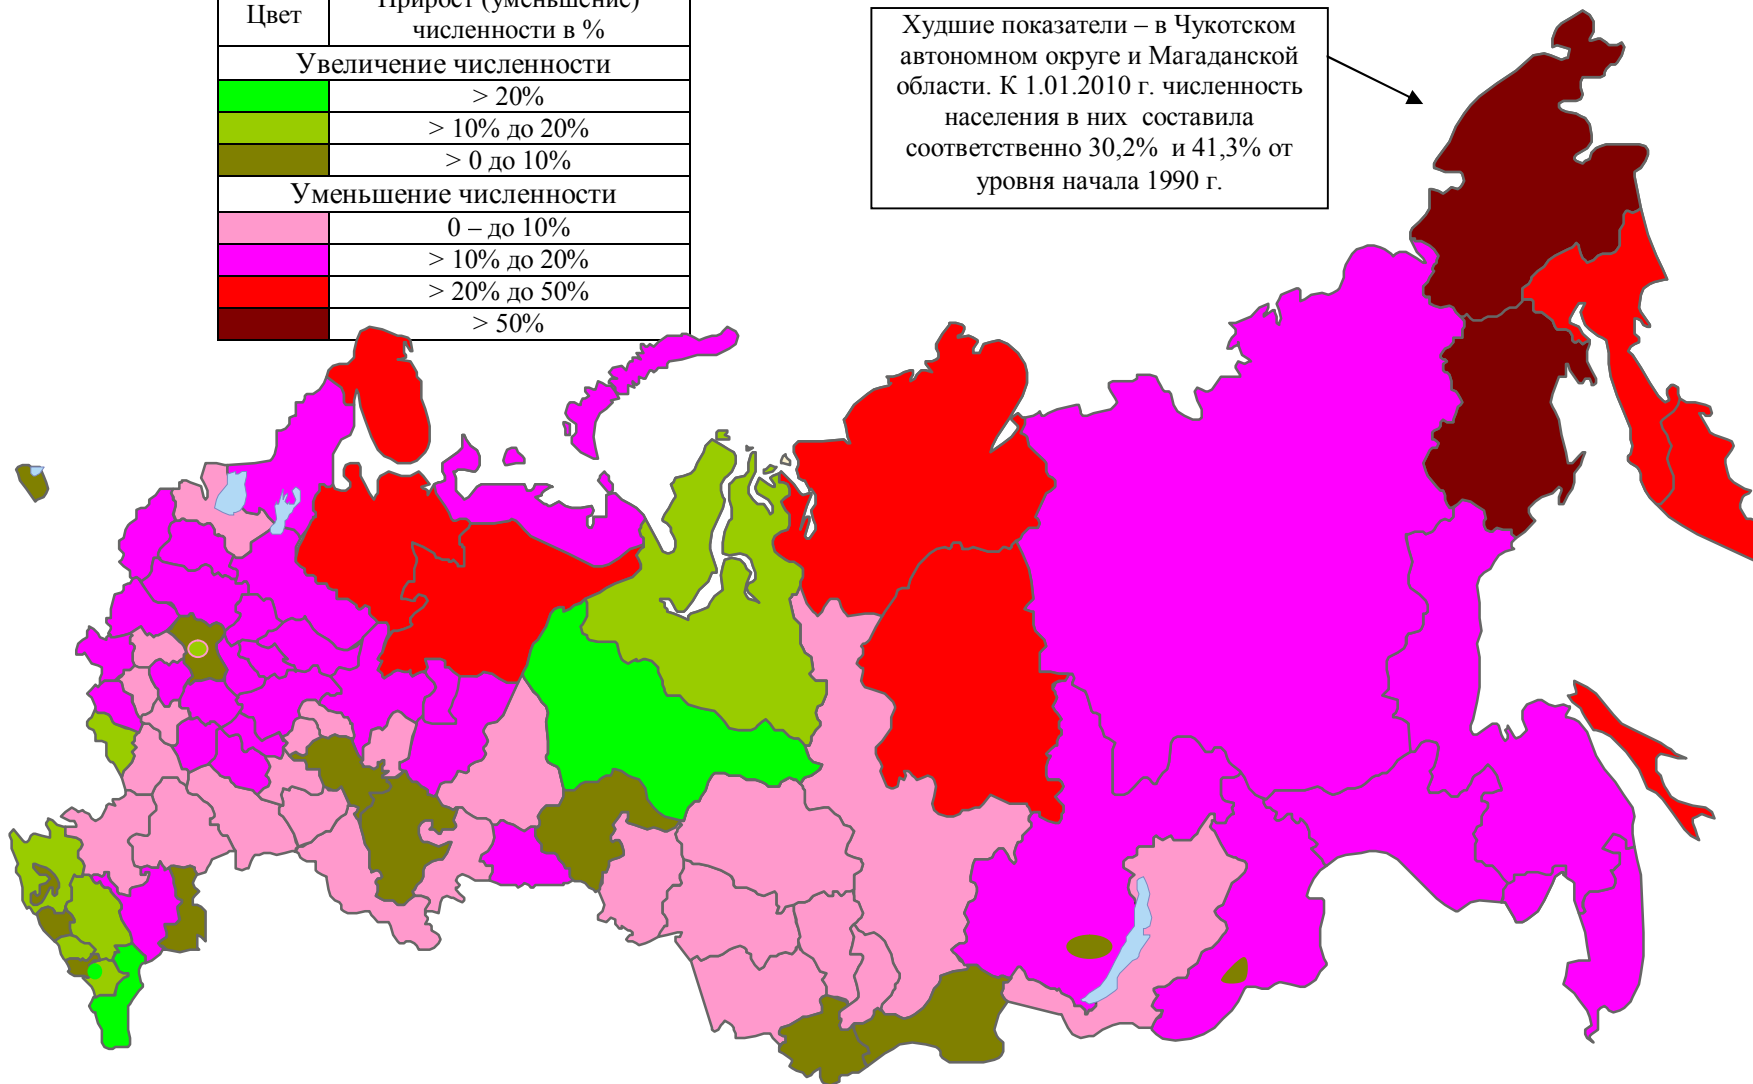 Цвет
Прирост (уменьшение)
численности в %
Увеличение численности
> 20%
> 10% до 20%
> 0 до 10%
Уменьшение численности
0 – до 10%
> 10% до 20%
> 20% до 50%
> 50%
Худшие показатели – в Чукотском
автономном округе и Магаданской
области. К 1.01.2010 г. численность
населения в них составила
соответственно 30,2% и 41,3% от
уровня начала 1990 г.